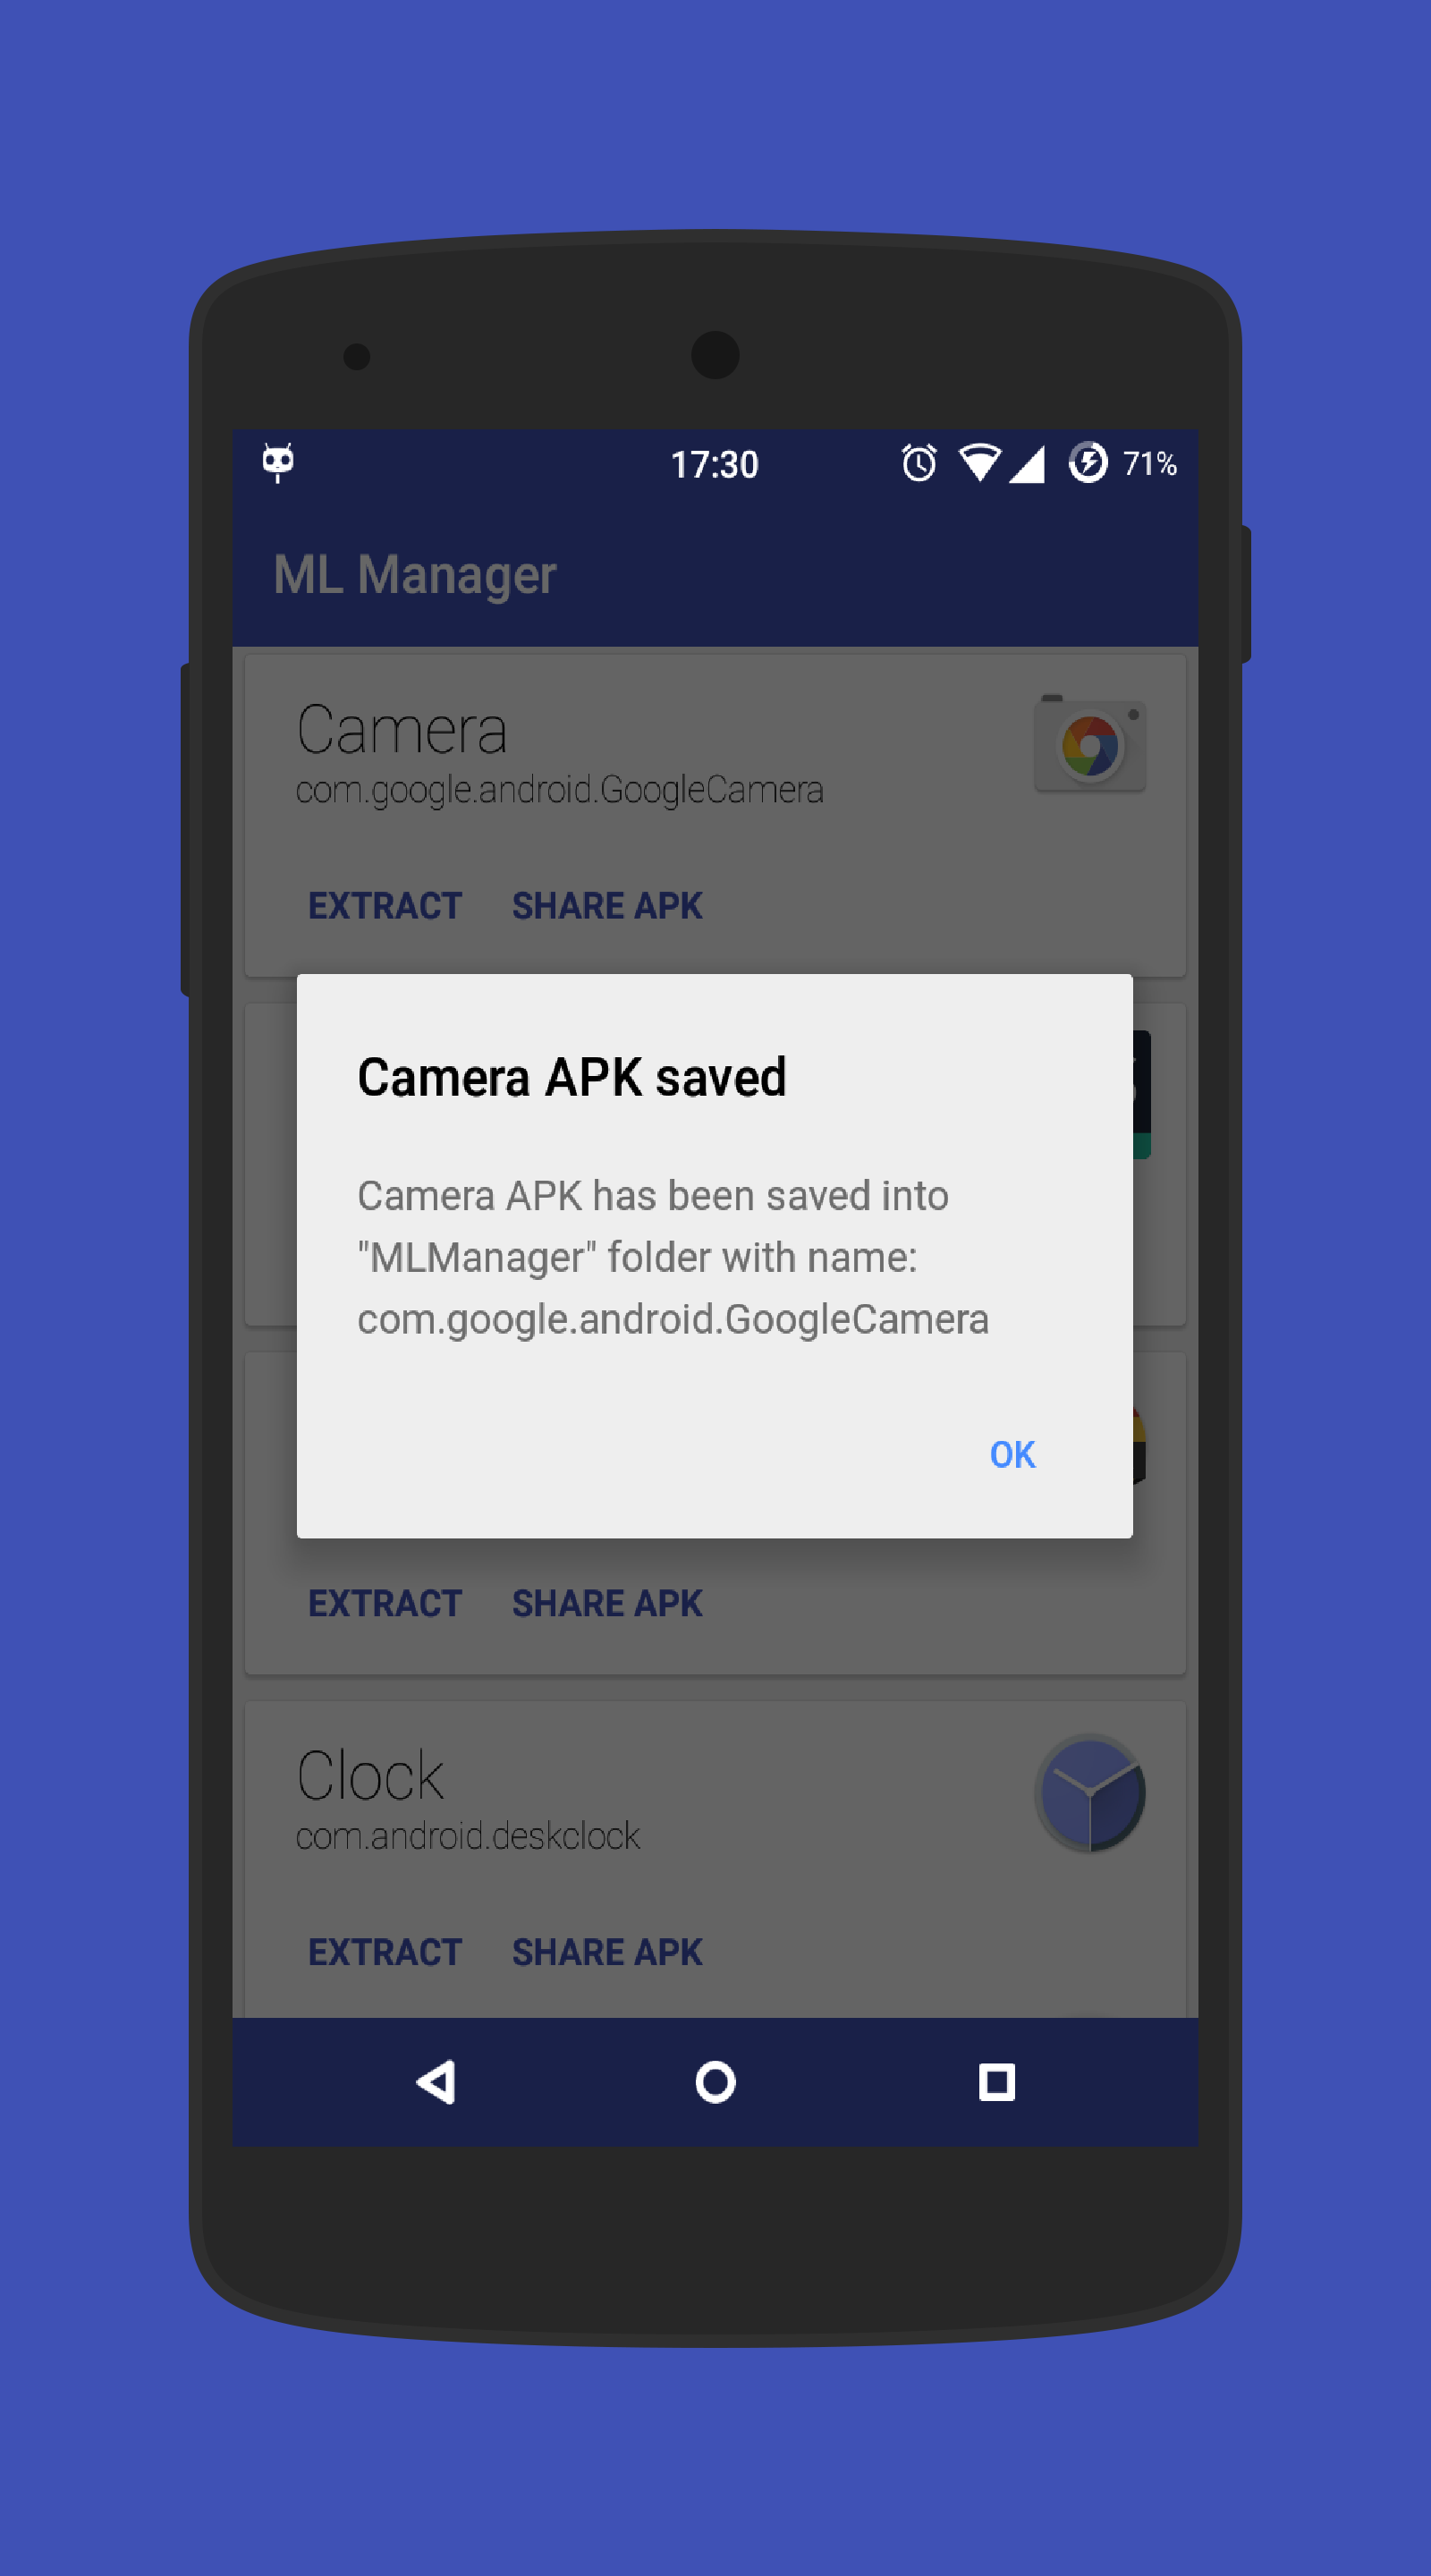 17:30
71%
ML Manager
Camera
com.google.android.GoogleCamera
EXTRACT SHARE APK
Camera APK saved
Camera APK has been saved into
"MLManager" folder with name:
com.google.android.GoogleCamera
OK
EXTRACT SHARE APK
Clock
com.android.deskclock
EXTRACT SHARE APK